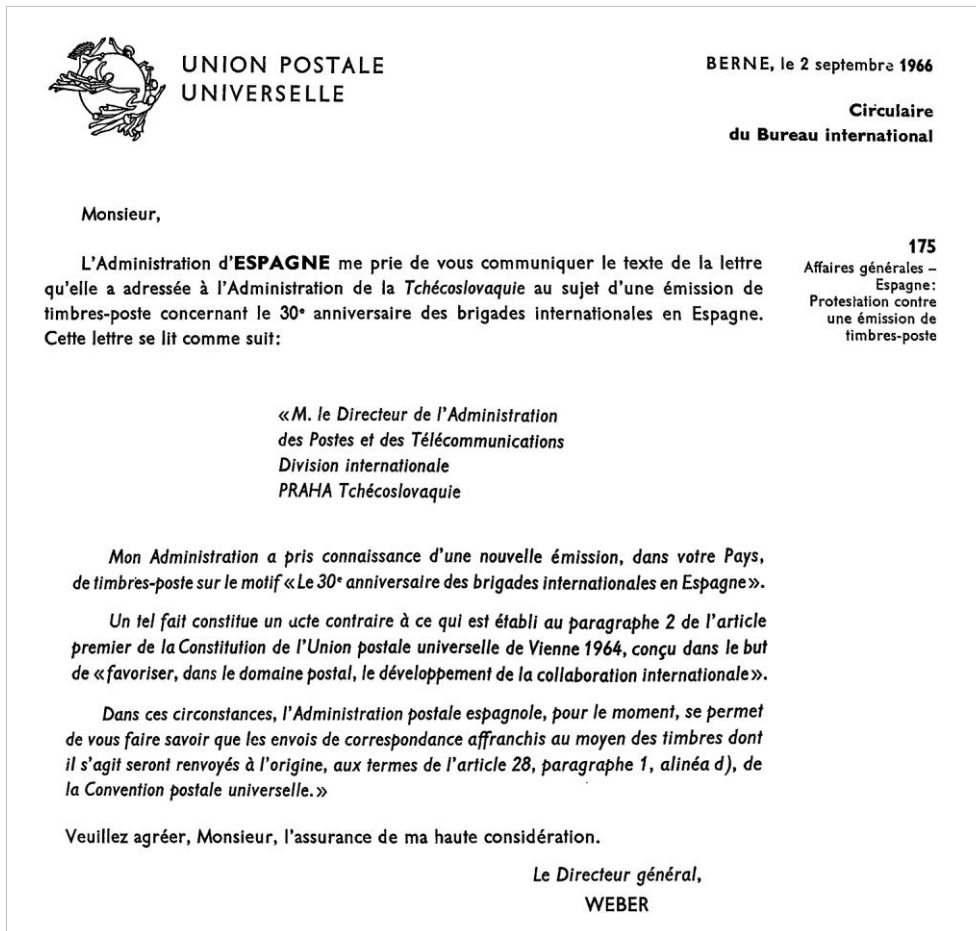 UNION POSTALE
UNIVERSELLE
BERNE, le 2 septembre 1966
Circulaire
du Bureau international
Monsieur,
L'Administration d'ESPAGNE me prie de vous communiquer le texte de la lettre
qu'elle a adressée à l'Administration de la Tchécoslovaquie au sujet d'une émission de
timbres-poste concernant le 30e anniversaire des brigades internationales en Espagne.
Cette lettre se lit comme suit:
175
Affaires générales –
Espagne:
Protestation contre
une émission de
timbres-poste
«M. le Directeur de l'Administration
des Postes et des Télécommunications
Division internationale
PRAHA Tchécoslovaquie
Mon Administration a pris connaissance d'une nouvelle émission, dans votre Pays,
de timbres-poste sur le motif «Le 30e anniversaire des brigades internationales en Espagne».
Un tel fait constitue un acte contraire à ce qui est établi au paragraphe 2 de l'article
premier de la Constitution de l'Union postale universelle de Vienne 1964, conçu dans le but
de «favoriser, dans le domaine postal, le développement de la collaboration internationale».
Dans ces circonstances, l'Administration postale espagnole, pour le moment, se permet
de vous faire savoir que les envois de correspondance affranchis au moyen des timbres dont
il s'agit seront renvoyés à l'origine, aux termes de l'article 28, paragraphe 1, alinéa d), de
la Convention postale universelle.»
Veuillez agréer, Monsieur, l'assurance de ma haute considération.
Le Directeur général,
WEBER